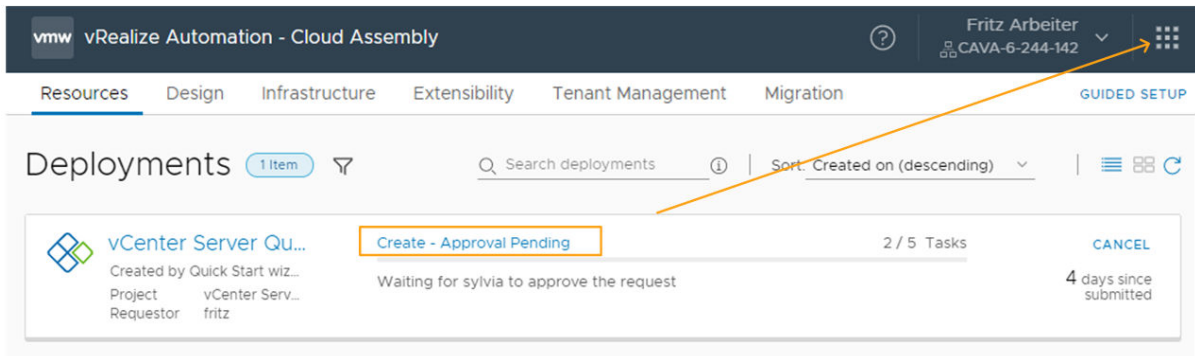 vmw vRealize Automation - Cloud Assembly
Fritz Arbeiter
CAVA-6-244-142
Resources Design Infrastructure Extensibility Tenant Management Migration GUIDED SETUP
Deployments 1 Item Search deployments Sort: Created on (descending)
vCenter Server Qu... Create - Approval Pending 2 / 5 Tasks CANCEL
Created by Quick Start wiz... Waiting for sylvia to approve the request 4 days since submitted
Project vCenter Serv...
Requestor fritz